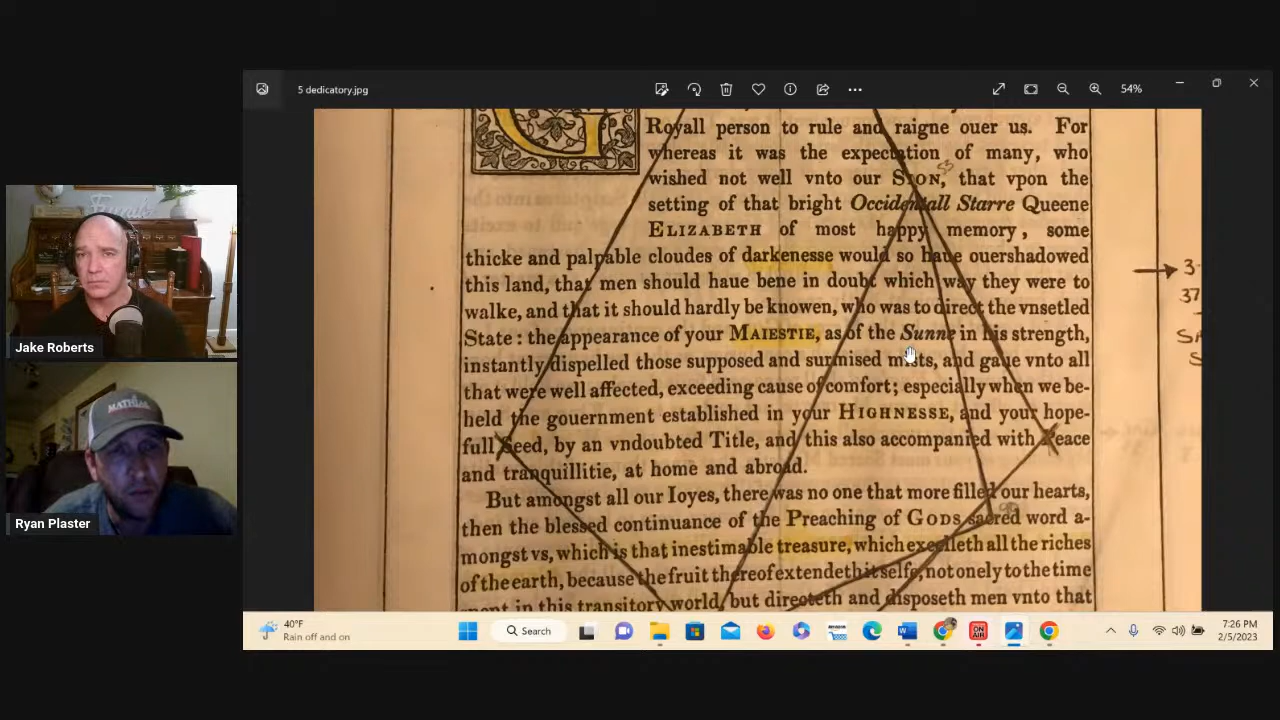 5 dedicatory.jpg
54%
G
Royall person to rule and raigne ouer us. For
whereas it was the expectation of many, who
wished not well vnto our SION, that vpon the
setting of that bright Occidentall Starre Queene
ELIZABETH of most happy memory, some
thicke and palpable cloudes of darkenesse would so haue ouershadowed
this land, that men should haue bene in doubt which way they were to
walke, and that it should hardly be knowen, who was to direct the vnsetled
State: the appearance of your MAIESTIE, as of the Sunne in his strength,
instantly dispelled those supposed and surmised mists, and gaue vnto all
that were well affected, exceeding cause of comfort; especially when we be-
held the gouernment established in your HIGHNESSE, and your hope-
full Seed, by an vndoubted Title, and this also accompanied with Peace
and tranquillitie, at home and abroad.
But amongst all our Ioyes, there was no one that more filled our hearts,
then the blessed continuance of the Preaching of GODS sacred word a-
mongst vs, which is that inestimable treasure, which excelleth all the riches
of the earth, because the fruit thereof extendeth it selfe, not onely to the time
in this transitory world, but directeth and disposeth men vnto that
37
Jake Roberts
Ryan Plaster
MATHEWS
40°F
Rain off and on
Search
ON AIR
7:26 PM
2/5/2023